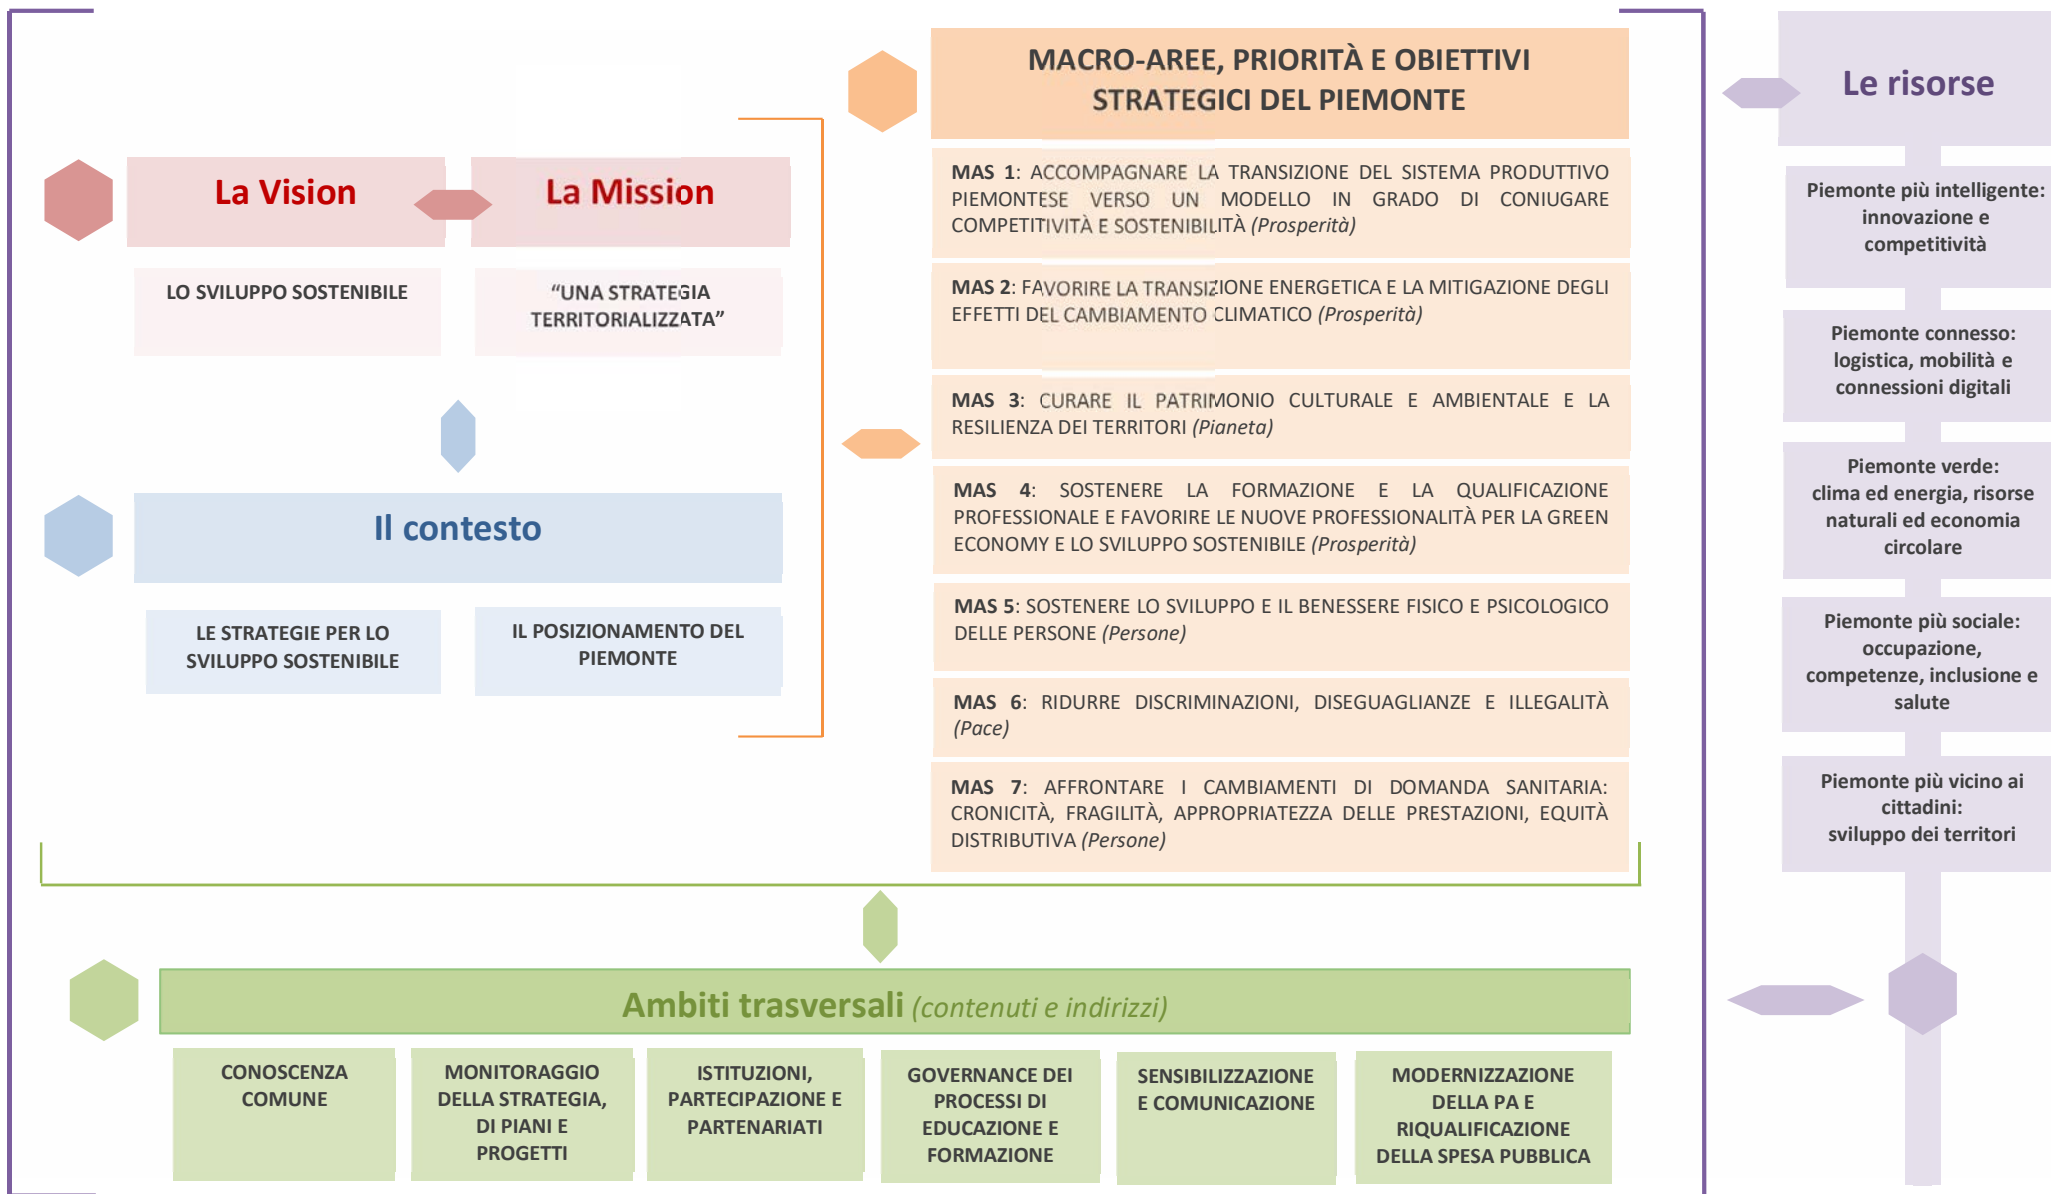 La Vision
La Mission
LO SVILUPPO SOSTENIBILE
“UNA STRATEGIA
TERRITORIALIZZATA”
Il contesto
LE STRATEGIE PER LO
SVILUPPO SOSTENIBILE
IL POSIZIONAMENTO DEL
PIEMONTE
MACRO-AREE, PRIORITÀ E OBIETTIVI
STRATEGICI DEL PIEMONTE
MAS 1: ACCOMPAGNARE LA TRANSIZIONE DEL SISTEMA PRODUTTIVO
PIEMONTESE VERSO UN MODELLO IN GRADO DI CONIUGARE
COMPETITIVITÀ E SOSTENIBILITÀ (Prosperità)
MAS 2: FAVORIRE LA TRANSIZIONE ENERGETICA E LA MITIGAZIONE DEGLI
EFFETTI DEL CAMBIAMENTO CLIMATICO (Prosperità)
MAS 3: CURARE IL PATRIMONIO CULTURALE E AMBIENTALE E LA
RESILIENZA DEI TERRITORI (Pianeta)
MAS 4: SOSTENERE LA FORMAZIONE E LA QUALIFICAZIONE
PROFESSIONALE E FAVORIRE LE NUOVE PROFESSIONALITÀ PER LA GREEN
ECONOMY E LO SVILUPPO SOSTENIBILE (Prosperità)
MAS 5: SOSTENERE LO SVILUPPO E IL BENESSERE FISICO E PSICOLOGICO
DELLE PERSONE (Persone)
MAS 6: RIDURRE DISCRIMINAZIONI, DISEGUAGLIANZE E ILLEGALITÀ
(Pace)
MAS 7: AFFRONTARE I CAMBIAMENTI DI DOMANDA SANITARIA:
CRONICITÀ, FRAGILITÀ, APPROPRIATEZZA DELLE PRESTAZIONI, EQUITÀ
DISTRIBUTIVA (Persone)
Le risorse
Piemonte più intelligente:
innovazione e
competitività
Piemonte connesso:
logistica, mobilità e
connessioni digitali
Piemonte verde:
clima ed energia, risorse
naturali ed economia
circolare
Piemonte più sociale:
occupazione,
competenze, inclusione e
salute
Piemonte più vicino ai
cittadini:
sviluppo dei territori
Ambiti trasversali (contenuti e indirizzi)
CONOSCENZA
COMUNE
MONITORAGGIO
DELLA STRATEGIA,
DI PIANI E
PROGETTI
ISTITUZIONI,
PARTECIPAZIONE E
PARTENARIATI
GOVERNANCE DEI
PROCESSI DI
EDUCAZIONE E
FORMAZIONE
SENSIBILIZZAZIONE
E COMUNICAZIONE
MODERNIZZAZIONE
DELLA PA E
RIQUALIFICAZIONE
DELLA SPESA PUBBLICA